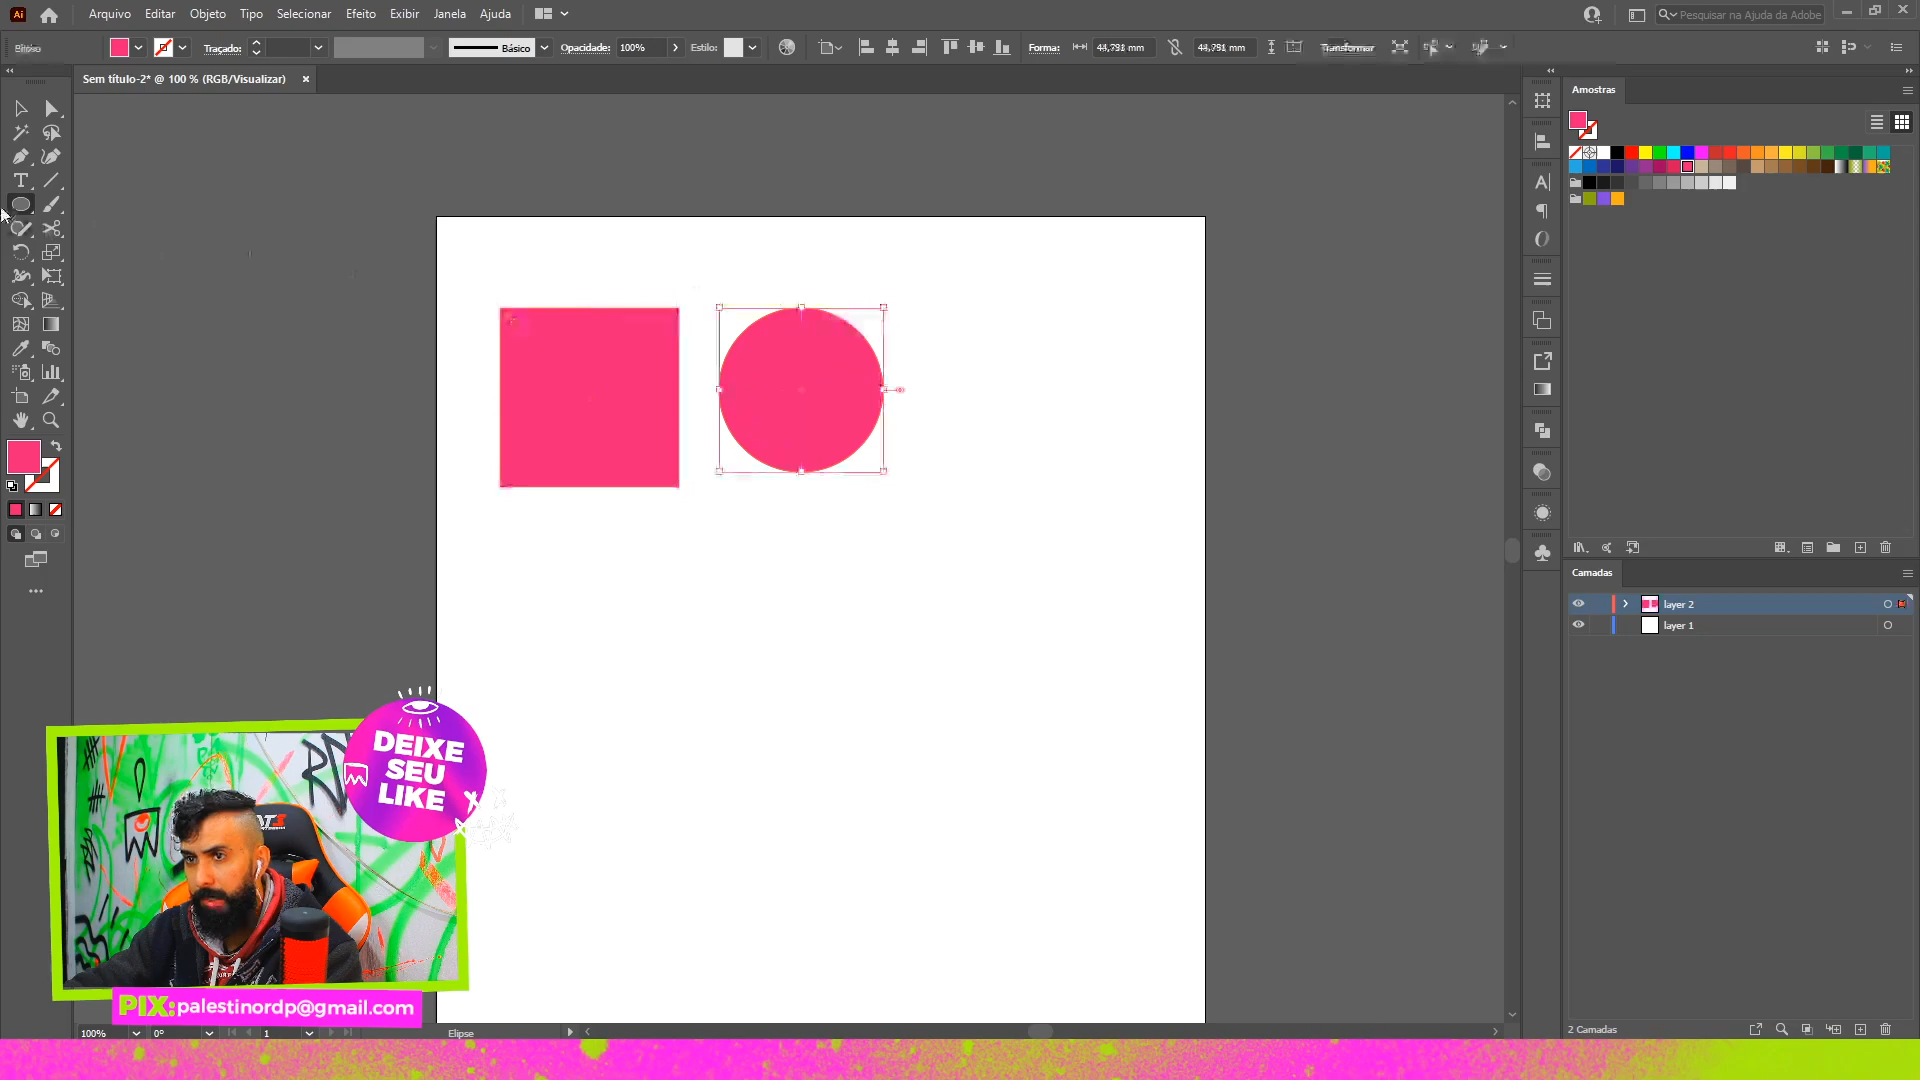 Ai Arquivo Editar Objeto Tipo Selecionar Efeito Exibir Janela Ajuda Pesquisar na Ajuda da Adobe
Elipse Traçado: Básico Opacidade: 100% Estilo: Forma: 44,791 mm 44,791 mm Transformar
Sem título-2* @ 100 % (RGB/Visualizar)
Amostras
Camadas
layer 2
layer 1
DEIXE
SEU
LIKE
PIX: palestinordp@gmail.com
100% 0° 1 Elipse
2 Camadas